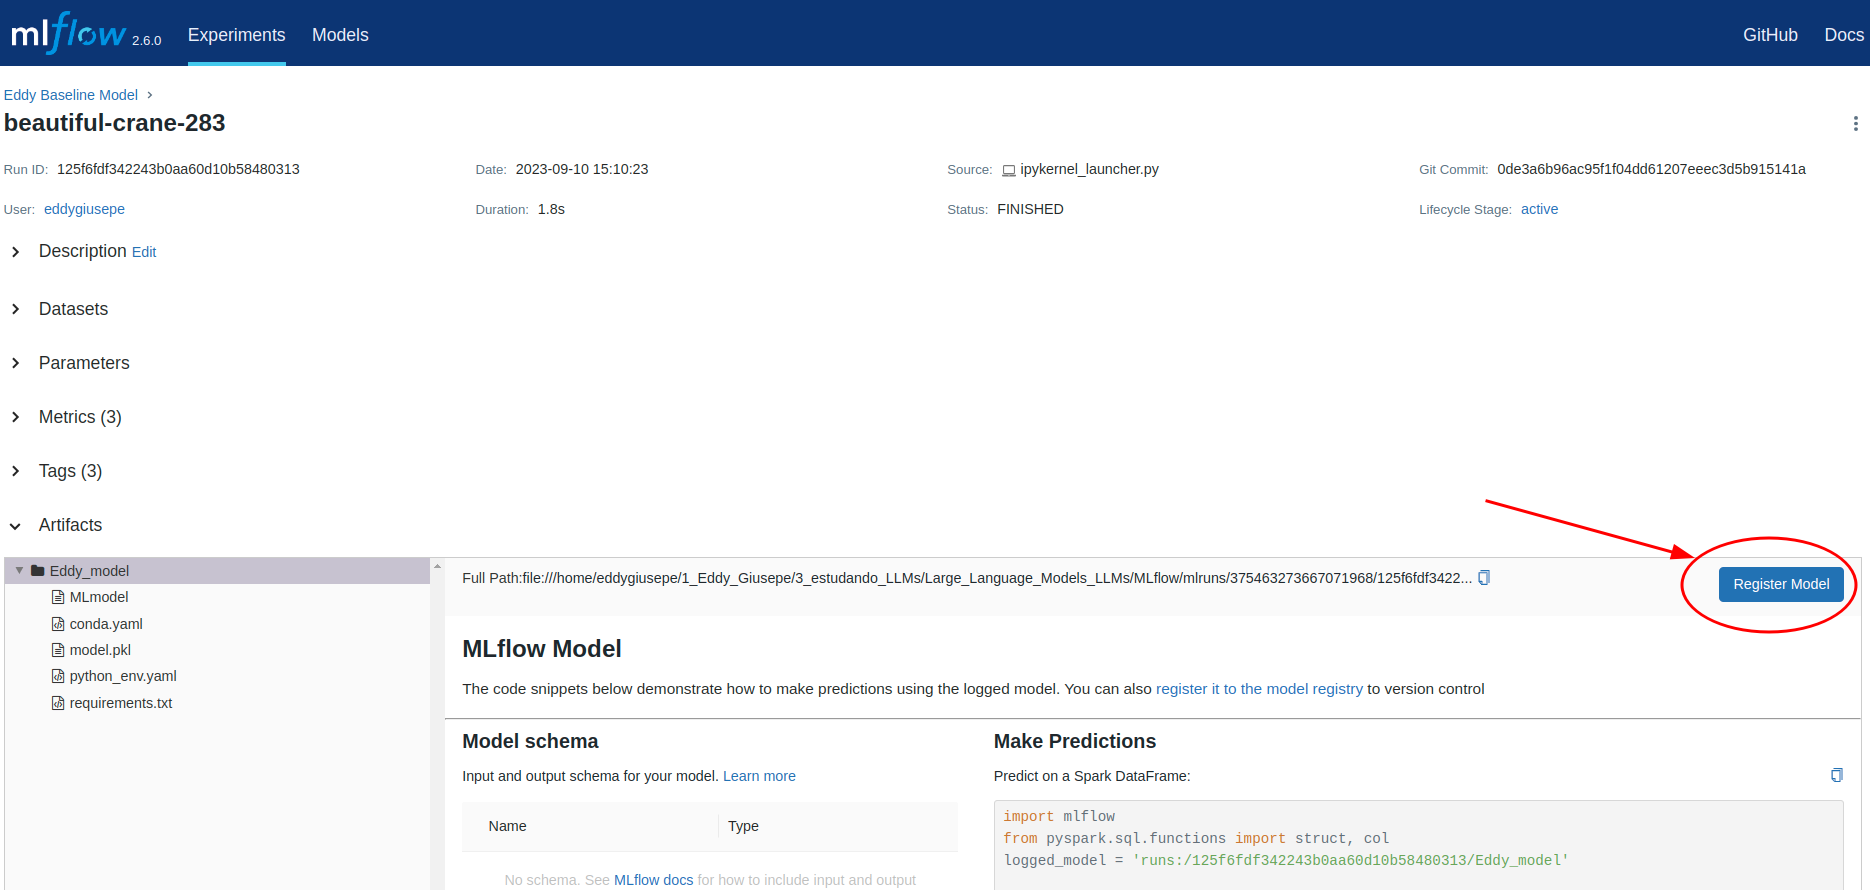 mlflow 2.6.0 Experiments Models GitHub Docs
Eddy Baseline Model
beautiful-crane-283
Run ID: 125f6fdf342243b0aa60d10b58480313 Date: 2023-09-10 15:10:23 Source: ipykernel_launcher.py Git Commit: 0de3a6b96ac95f1f04dd61207eeec3d5b915141a
User: eddygiusepe Duration: 1.8s Status: FINISHED Lifecycle Stage: active
Description Edit
Datasets
Parameters
Metrics (3)
Tags (3)
Artifacts
Eddy_model
MLmodel
conda.yaml
model.pkl
python_env.yaml
requirements.txt
Full Path:file:///home/eddygiusepe/1_Eddy_Giusepe/3_estudando_LLMs/Large_Language_Models_LLMs/MLflow/mlruns/375463273667071968/125f6fdf3422...
Register Model
MLflow Model
The code snippets below demonstrate how to make predictions using the logged model. You can also register it to the model registry to version control
Model schema
Input and output schema for your model. Learn more
Name Type
No schema. See MLflow docs for how to include input and output
Make Predictions
Predict on a Spark DataFrame:
import mlflow
from pyspark.sql.functions import struct, col
logged_model = 'runs:/125f6fdf342243b0aa60d10b58480313/Eddy_model'